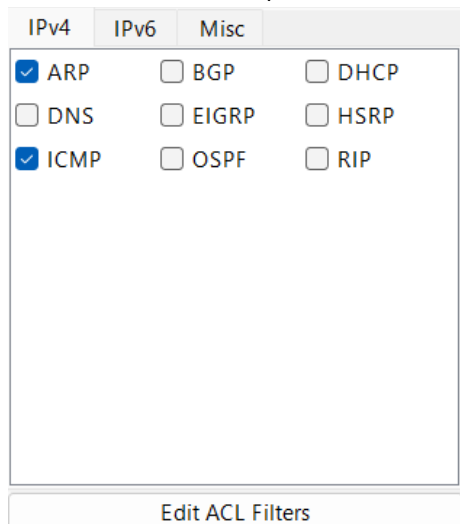 IPv4 IPv6 Misc
ARP BGP DHCP
DNS EIGRP HSRP
ICMP OSPF RIP
Edit ACL Filters